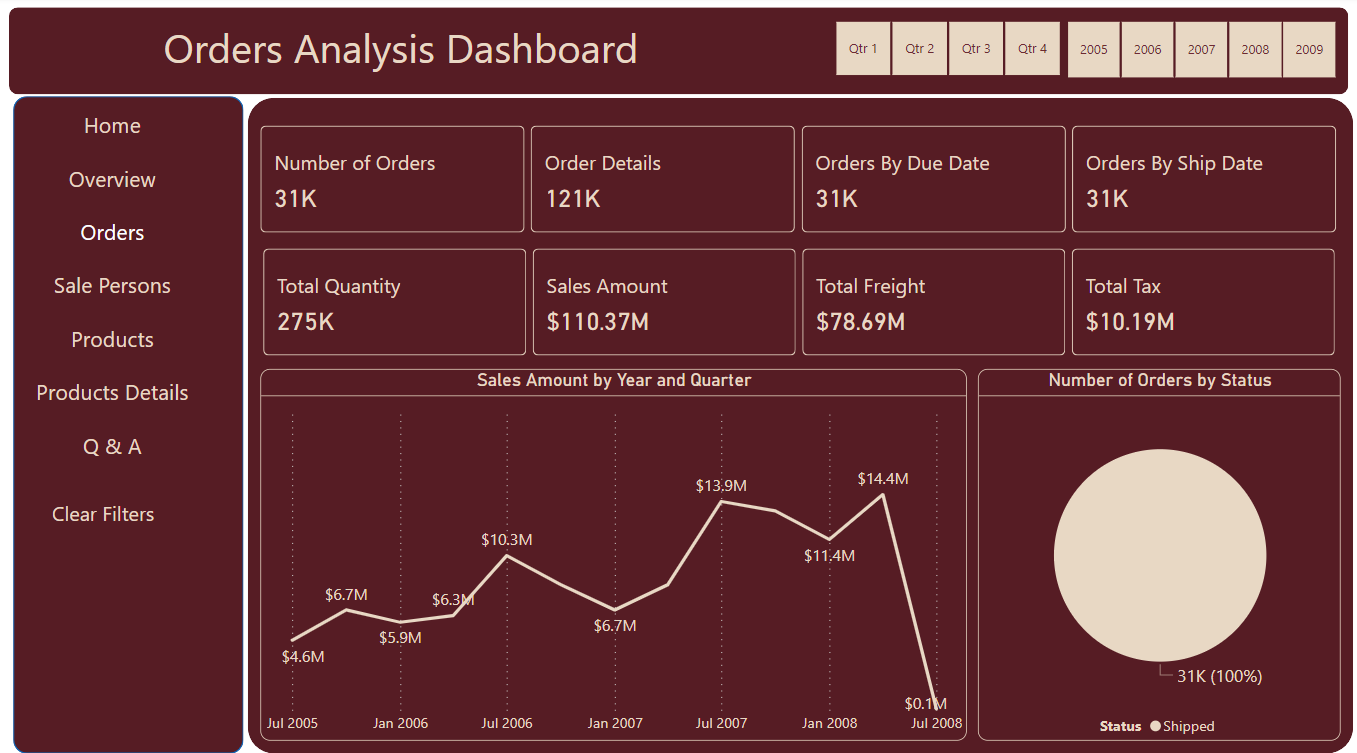 Orders Analysis Dashboard
Qtr 1 Qtr 2 Qtr 3 Qtr 4 2005 2006 2007 2008 2009
Home
Overview
Orders
Sale Persons
Products
Products Details
Q & A
Clear Filters
Number of Orders
31K
Order Details
121K
Orders By Due Date
31K
Orders By Ship Date
31K
Total Quantity
275K
Sales Amount
$110.37M
Total Freight
$78.69M
Total Tax
$10.19M
Sales Amount by Year and Quarter
$4.6M
$6.7M
$5.9M
$6.3M
$10.3M
$6.7M
$13.9M
$11.4M
$14.4M
$0.1M
Jul 2005 Jan 2006 Jul 2006 Jan 2007 Jul 2007 Jan 2008 Jul 2008
Number of Orders by Status
31K (100%)
Status Shipped